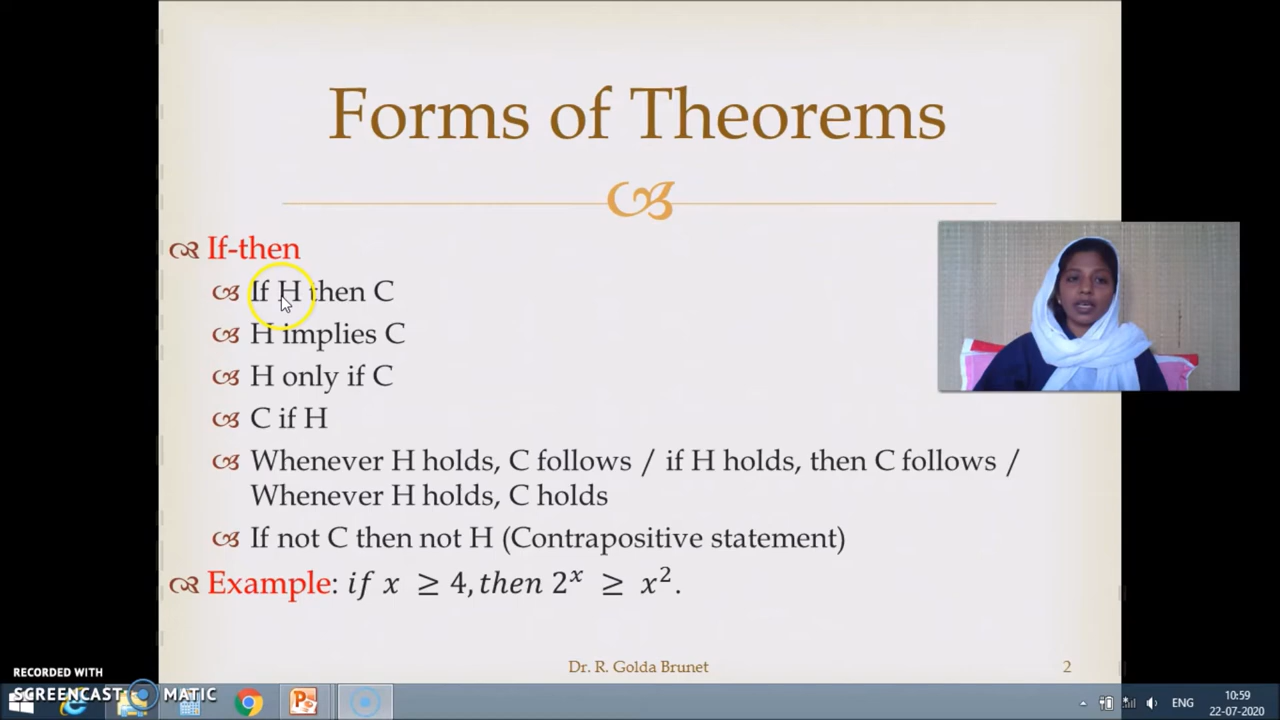 Forms of Theorems
If-then
If H then C
H implies C
H only if C
C if H
Whenever H holds, C follows / if H holds, then C follows /
Whenever H holds, C holds
If not C then not H (Contrapositive statement)
Example: if x ≥ 4, then 2ˣ ≥ x².
Dr. R. Golda Brunet
2
RECORDED WITH
SCREENCAST MATIC
ENG
10:59
22-07-2020